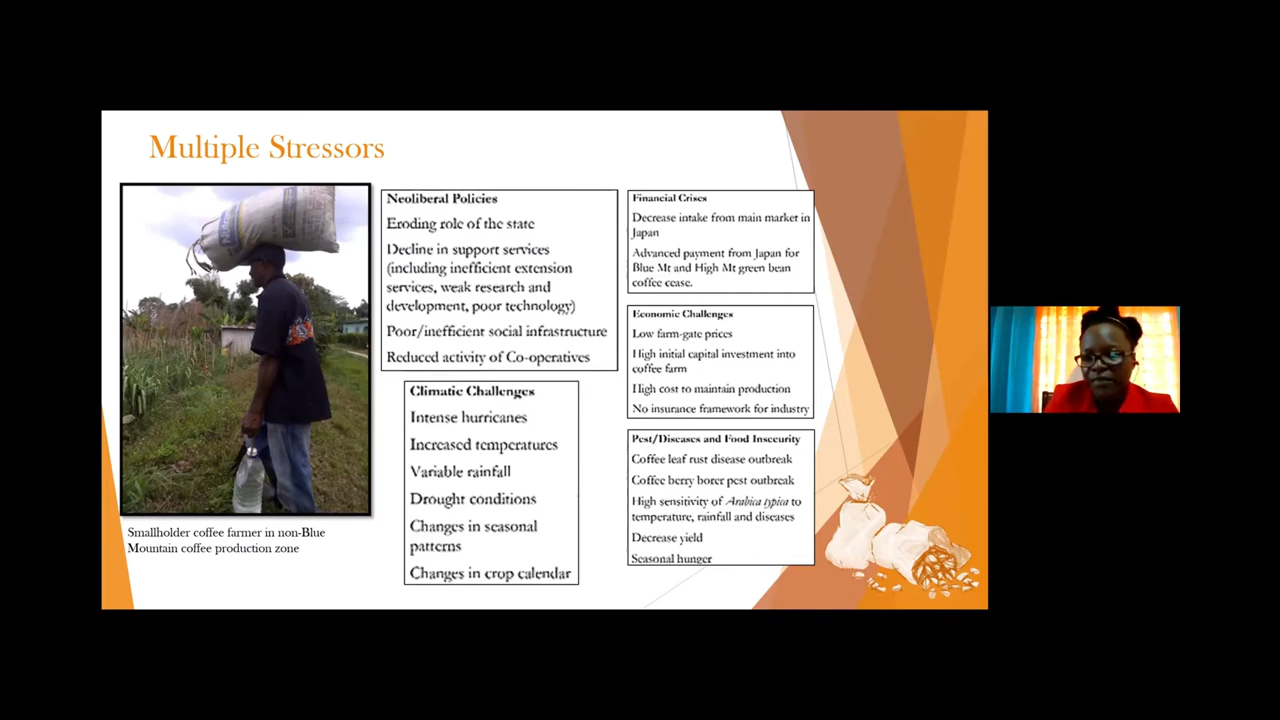 Multiple Stressors
Neoliberal Policies
Eroding role of the state
Decline in support services
(including inefficient extension
services, weak research and
development, poor technology)
Poor/inefficient social infrastructure
Reduced activity of Co-operatives
Climatic Challenges
Intense hurricanes
Increased temperatures
Variable rainfall
Drought conditions
Changes in seasonal
patterns
Changes in crop calendar
Financial Crises
Decrease intake from main market in
Japan
Advanced payment from Japan for
Blue Mt and High Mt green bean
coffee cease.
Economic Challenges
Low farm-gate prices
High initial capital investment into
coffee farm
High cost to maintain production
No insurance framework for industry
Pest/Diseases and Food Insecurity
Coffee leaf rust disease outbreak
Coffee berry borer pest outbreak
High sensitivity of Arabica typica to
temperature, rainfall and diseases
Decrease yield
Seasonal hunger
Smallholder coffee farmer in non-Blue
Mountain coffee production zone